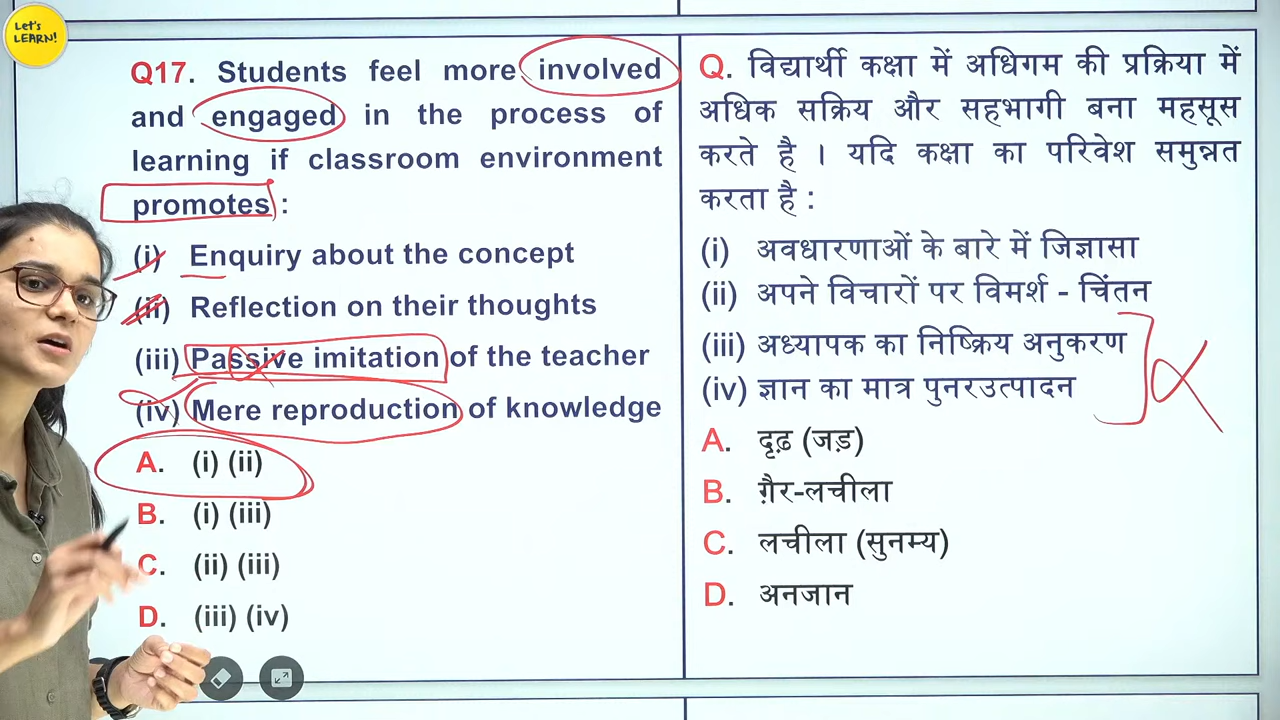 Let's
LEARN!
Q17. Students feel more involved
and engaged in the process of
learning if classroom environment
promotes :
(i) Enquiry about the concept
(ii) Reflection on their thoughts
(iii) Passive imitation of the teacher
(iv) Mere reproduction of knowledge
A. (i) (ii)
B. (i) (iii)
C. (ii) (iii)
D. (iii) (iv)
Q. विद्यार्थी कक्षा में अधिगम की प्रक्रिया में
अधिक सक्रिय और सहभागी बना महसूस
करते है । यदि कक्षा का परिवेश समुन्नत
करता है :
(i) अवधारणाओं के बारे में जिज्ञासा
(ii) अपने विचारों पर विमर्श - चिंतन
(iii) अध्यापक का निष्क्रिय अनुकरण
(iv) ज्ञान का मात्र पुनरउत्पादन
A. दृढ़ (जड़)
B. ग़ैर-लचीला
C. लचीला (सुनम्य)
D. अनजान